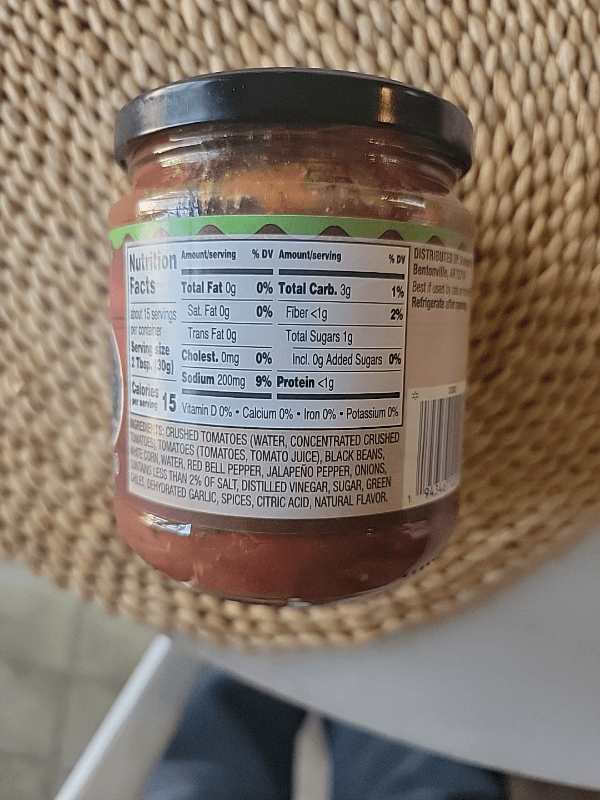 Nutrition Facts
about 15 servings
per container
Serving size
2 Tbsp. (30g)
Calories
per serving 15
Amount/serving % DV Amount/serving % DV
Total Fat 0g 0% Total Carb. 3g 1%
Sat. Fat 0g 0% Fiber <1g 2%
Trans Fat 0g Total Sugars 1g
Cholest. 0mg 0% Incl. 0g Added Sugars 0%
Sodium 200mg 9% Protein <1g
Vitamin D 0% • Calcium 0% • Iron 0% • Potassium 0%
INGREDIENTS: CRUSHED TOMATOES (WATER, CONCENTRATED CRUSHED
TOMATOES), TOMATOES (TOMATOES, TOMATO JUICE), BLACK BEANS,
WHITE CORN, WATER, RED BELL PEPPER, JALAPEÑO PEPPER, ONIONS,
CONTAINS LESS THAN 2% OF SALT, DISTILLED VINEGAR, SUGAR, GREEN
CHILES, DEHYDRATED GARLIC, SPICES, CITRIC ACID, NATURAL FLAVOR.
DISTRIBUTED BY:
Bentonville, AR
Best if used by
Refrigerate after